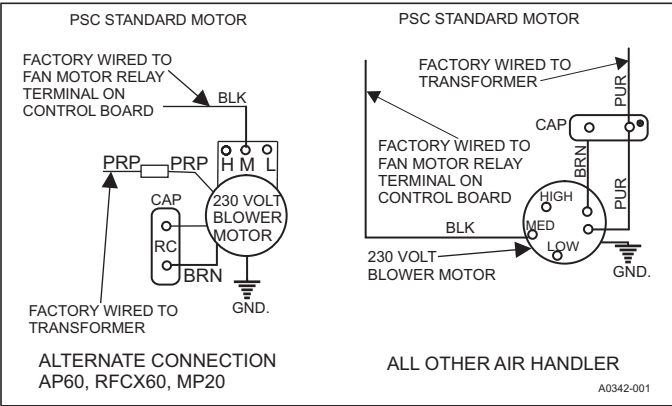 PSC STANDARD MOTOR
FACTORY WIRED TO
FAN MOTOR RELAY
TERMINAL ON
CONTROL BOARD
BLK
PRP
PRP
H M L
CAP
RC
230 VOLT
BLOWER
MOTOR
BRN
GND.
FACTORY WIRED TO
TRANSFORMER
ALTERNATE CONNECTION
AP60, RFCX60, MP20
PSC STANDARD MOTOR
FACTORY WIRED TO
TRANSFORMER
PUR
CAP
FACTORY WIRED TO
FAN MOTOR RELAY
TERMINAL ON
CONTROL BOARD
BRN
PUR
HIGH
MED
LOW
BLK
230 VOLT
BLOWER MOTOR
GND.
ALL OTHER AIR HANDLER
A0342-001